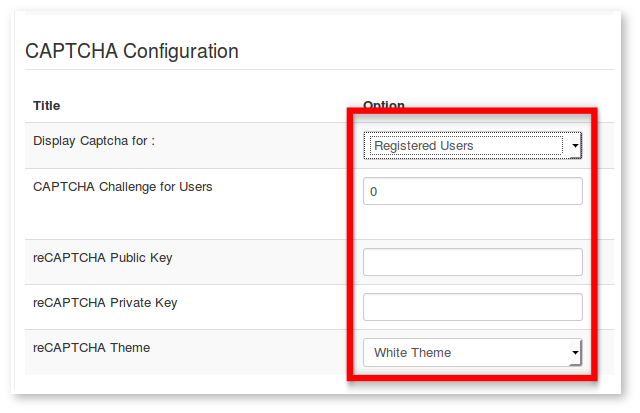 CAPTCHA Configuration
Title Option
Display Captcha for : Registered Users
CAPTCHA Challenge for Users 0
reCAPTCHA Public Key
reCAPTCHA Private Key
reCAPTCHA Theme White Theme